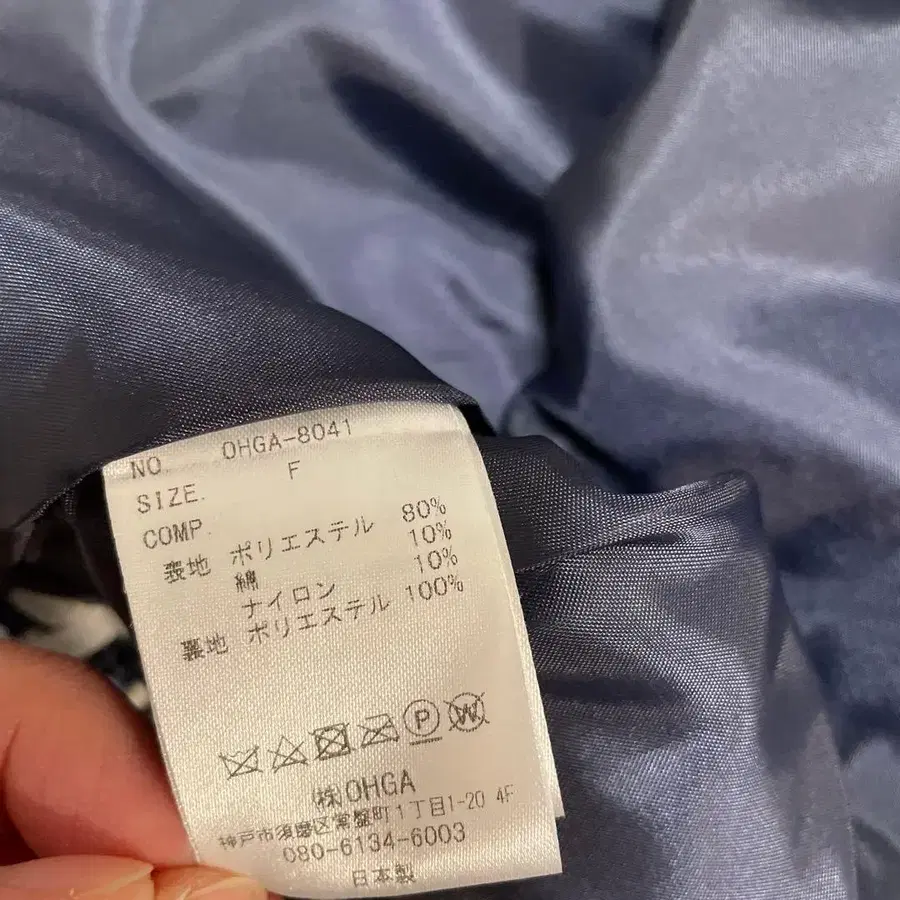 NO. OHGA-8041
SIZE. F
COMP.
表地 ポリエステル 80%
綿 10%
ナイロン 10%
裏地 ポリエステル 100%
P W
㈱OHGA
神戸市須磨区常盤町1丁目1-20 4F
080-6134-6003
日本製